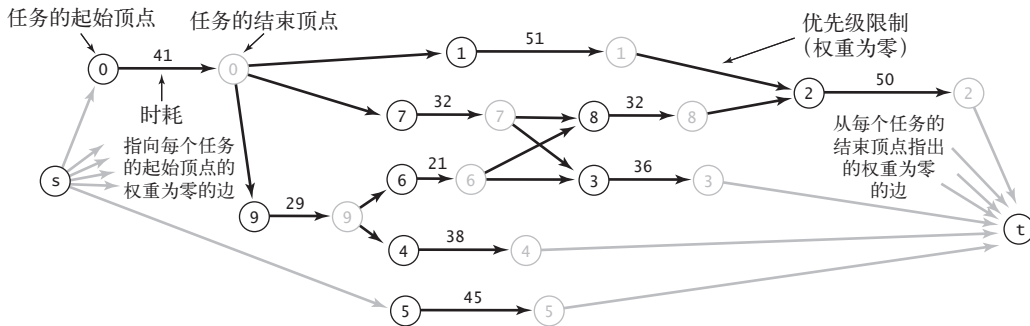 任务的起始顶点
任务的结束顶点
优先级限制
(权重为零)
0
41
0
1
51
1
时耗
7
32
7
8
32
8
2
50
2
指向每个任务
的起始顶点的
权重为零的边
从每个任务的
结束顶点指出
的权重为零
的边
s
6
21
6
3
36
3
9
29
9
t
4
38
4
5
45
5